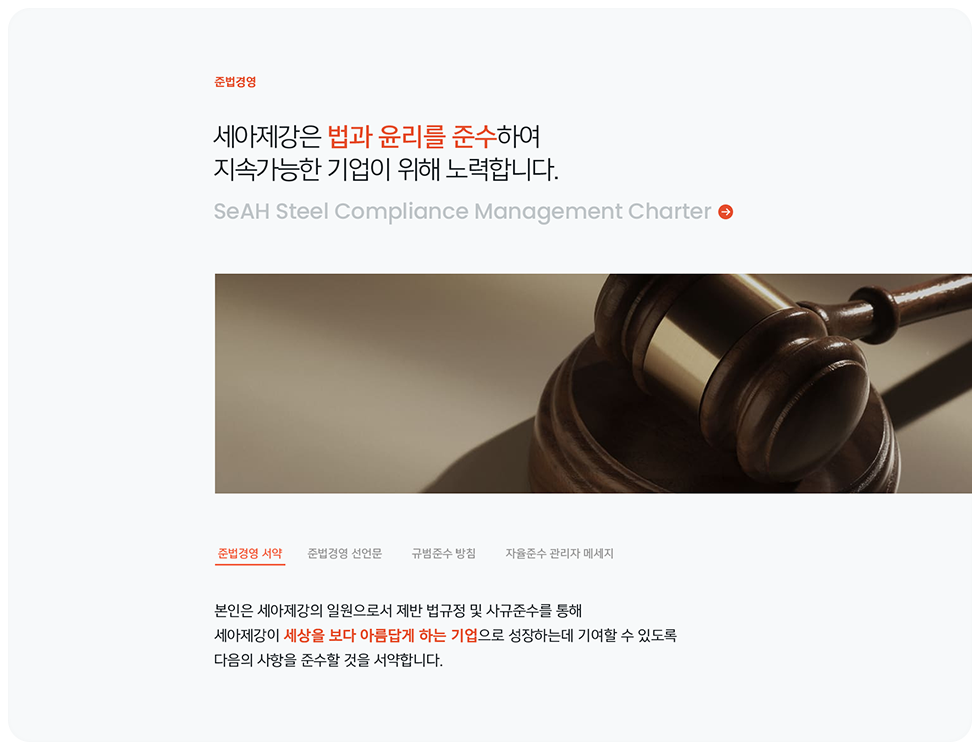 준법경영
세아제강은 법과 윤리를 준수하여
지속가능한 기업이 위해 노력합니다.
SeAH Steel Compliance Management Charter
준법경영 서약
준법경영 선언문
규범준수 방침
자율준수 관리자 메세지
본인은 세아제강의 일원으로서 제반 법규정 및 사규준수를 통해
세아제강이 세상을 보다 아름답게 하는 기업으로 성장하는데 기여할 수 있도록
다음의 사항을 준수할 것을 서약합니다.